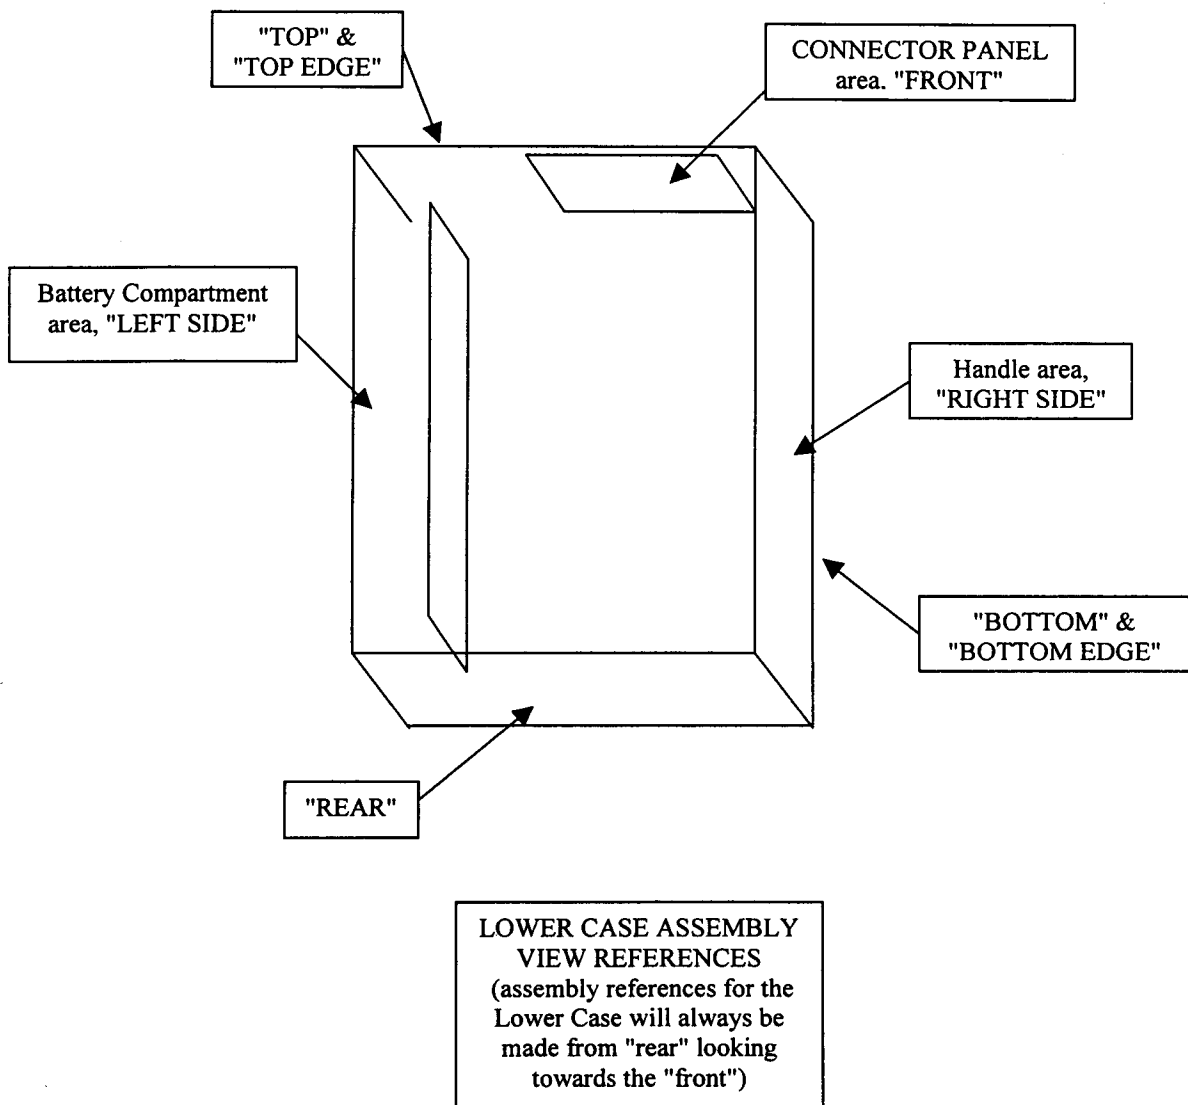 "TOP" &
"TOP EDGE"
CONNECTOR PANEL
area. "FRONT"
Battery Compartment
area, "LEFT SIDE"
Handle area,
"RIGHT SIDE"
"BOTTOM" &
"BOTTOM EDGE"
"REAR"
LOWER CASE ASSEMBLY
VIEW REFERENCES
(assembly references for the
Lower Case will always be
made from "rear" looking
towards the "front")